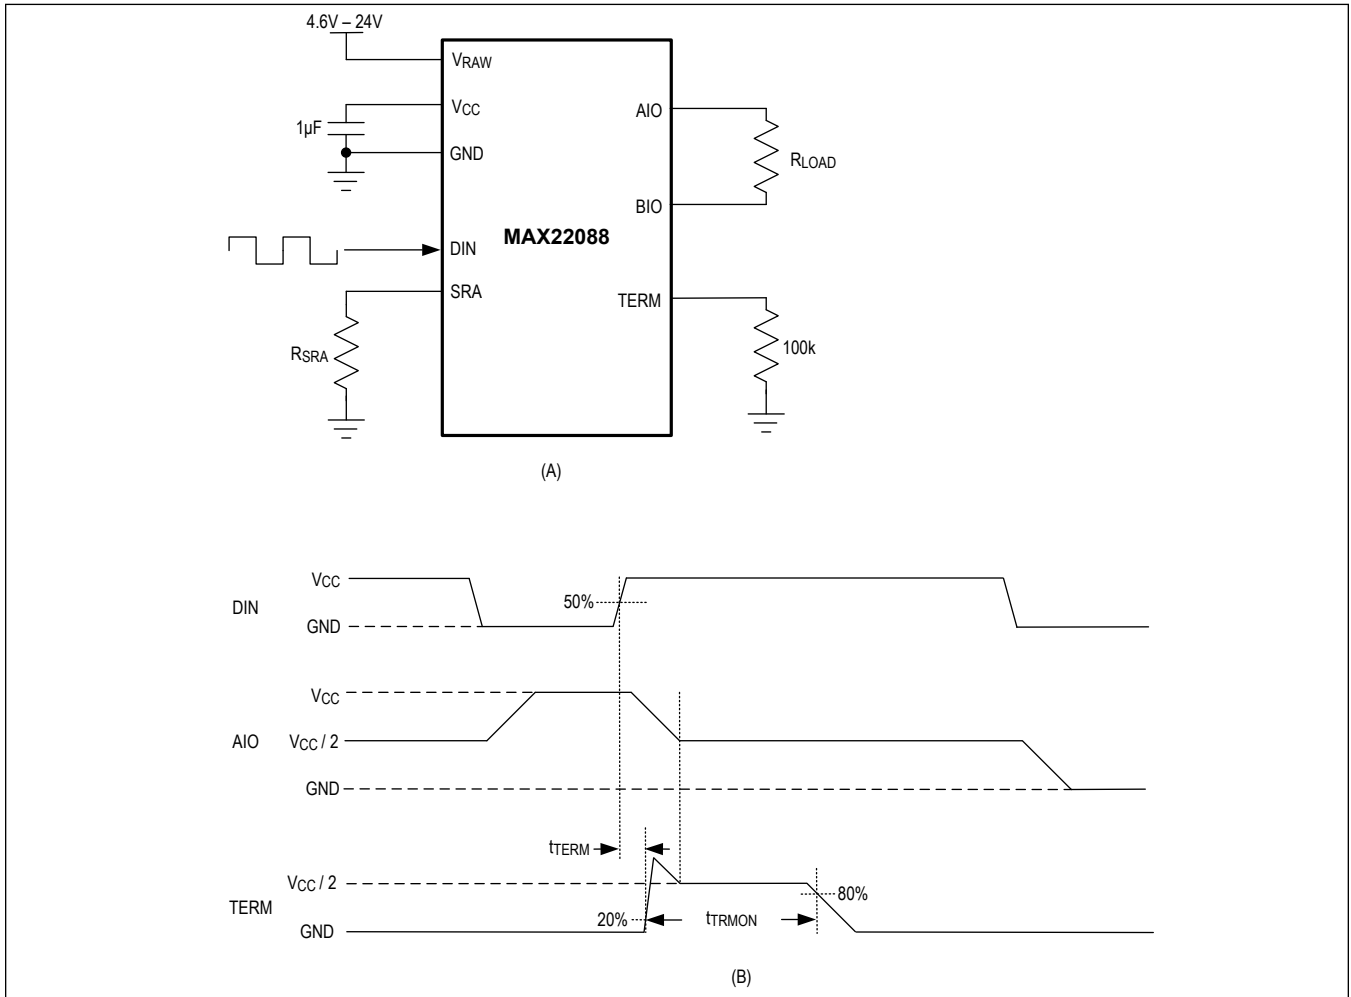 4.6V – 24V
VRAW
VCC
1µF
GND
DIN
SRA
RSRA
MAX22088
AIO
RLOAD
BIO
TERM
100k
(A)
DIN
VCC
50%
GND
AIO
VCC
VCC / 2
GND
tTERM
TERM
VCC / 2
80%
20%
tTRMON
GND
(B)